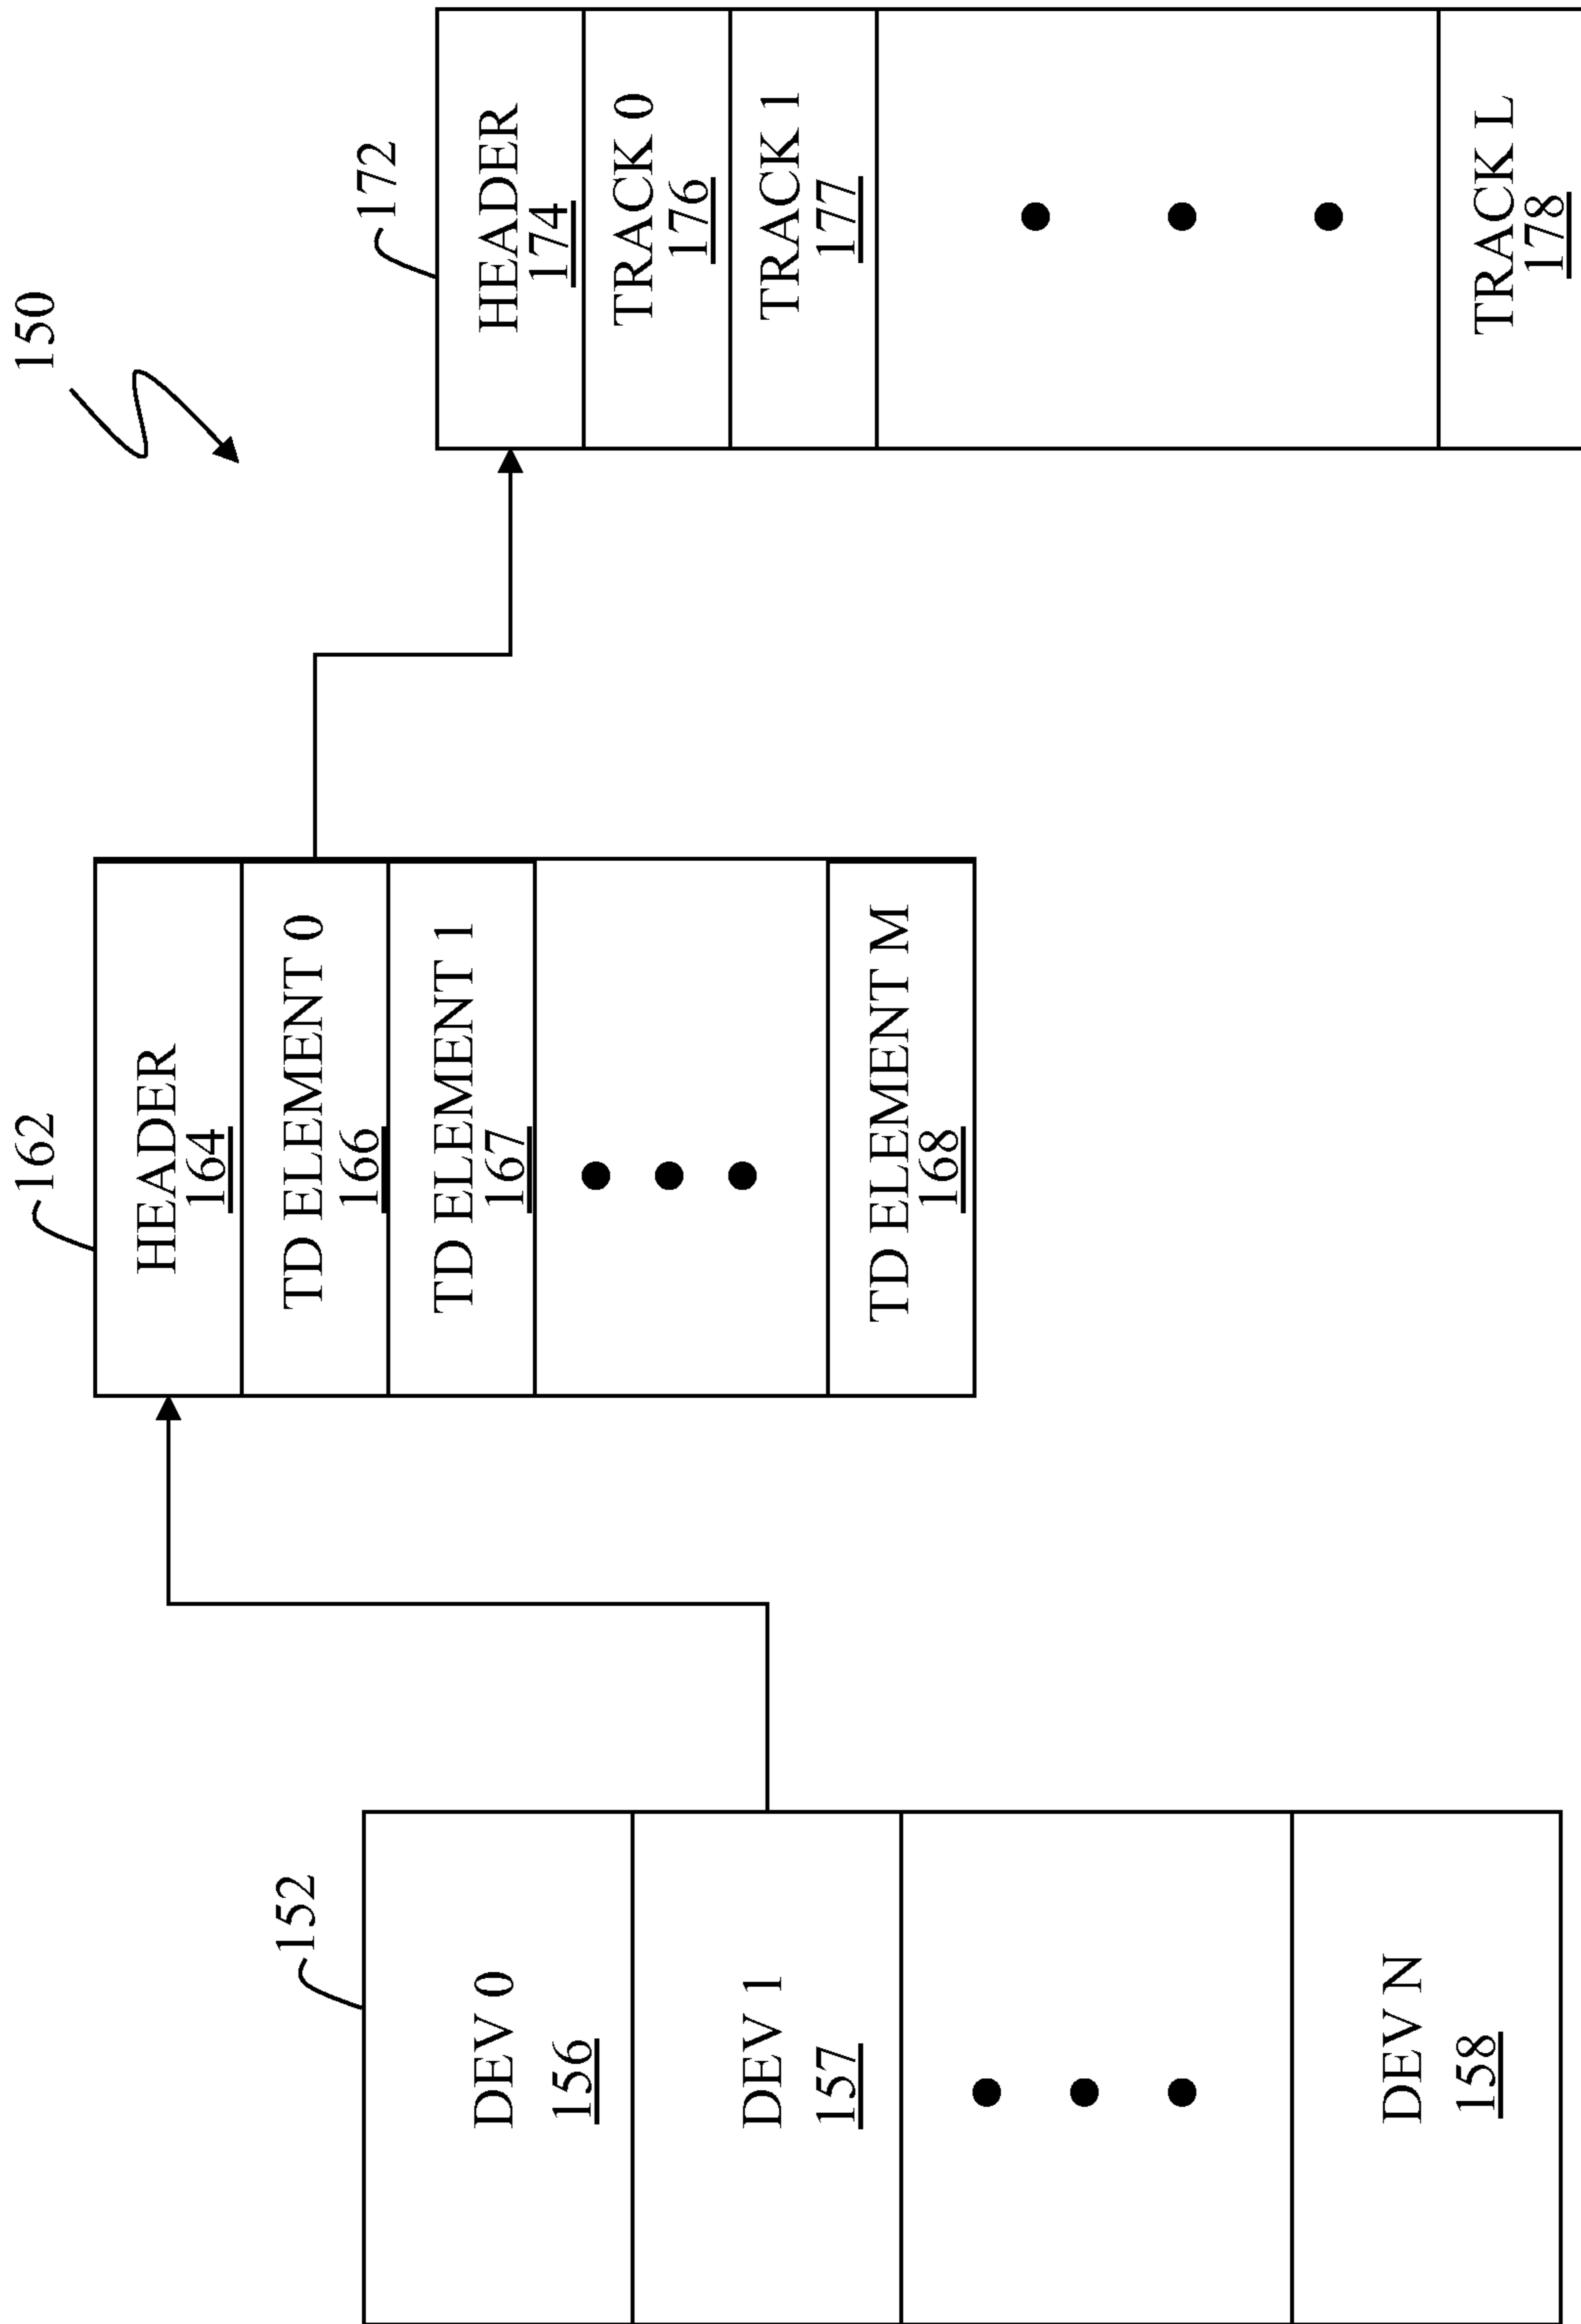 150
152
DEV 0
156
DEV 1
157
DEV N
158
162
HEADER
164
TD ELEMENT 0
166
TD ELEMENT 1
167
TD ELEMENT M
168
172
HEADER
174
TRACK 0
176
TRACK 1
177
TRACK L
178